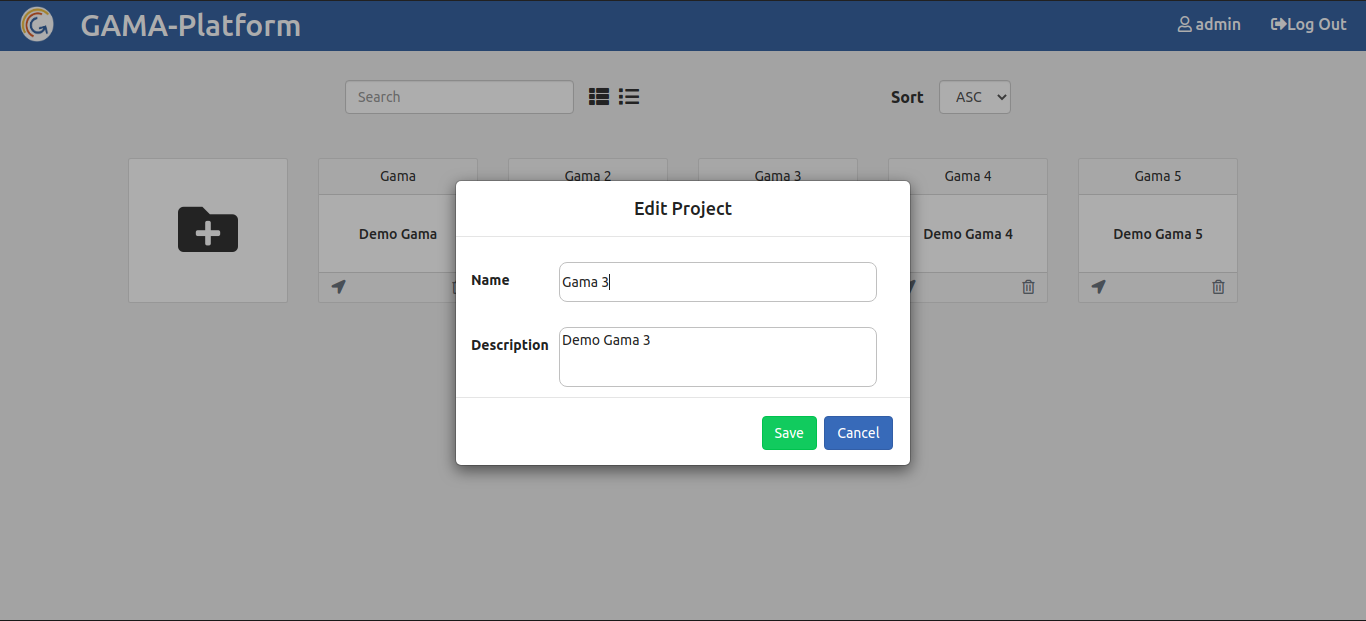 GAMA-Platform
admin
Log Out
Search
Sort
ASC
Gama
Gama 2
Gama 3
Gama 4
Gama 5
Demo Gama
Demo Gama 4
Demo Gama 5
Edit Project
Name
Gama 3
Description
Demo Gama 3
Save
Cancel